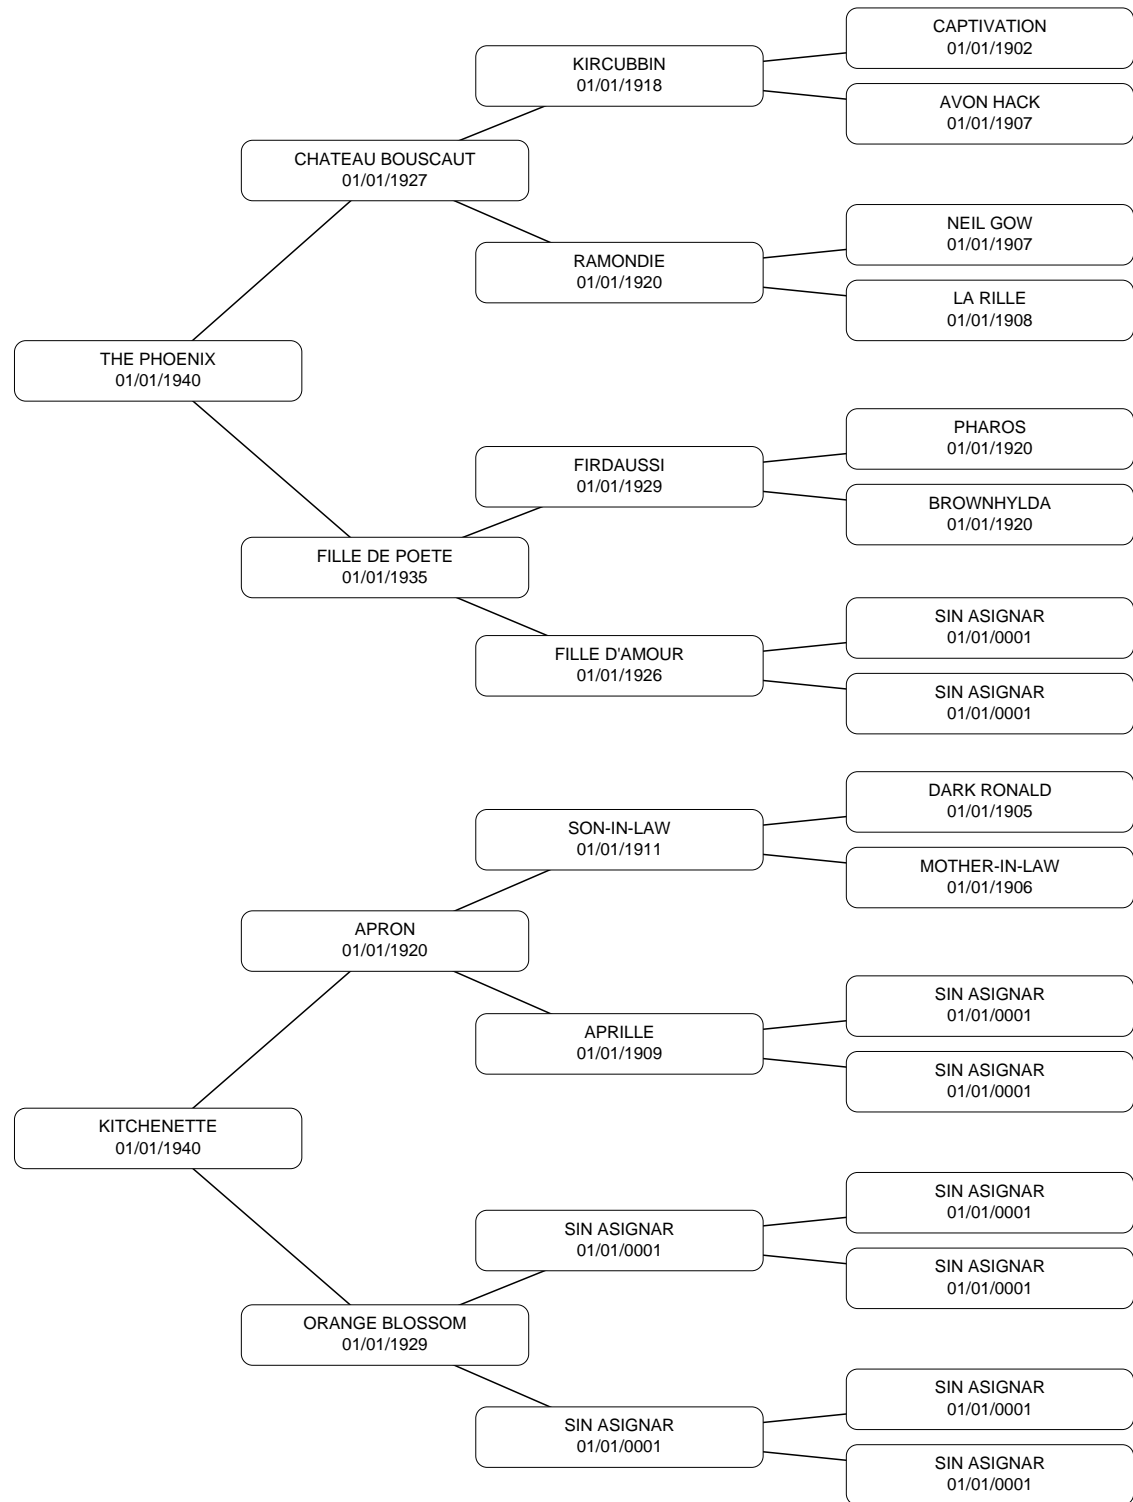 CAPTIVATION
01/01/1902
KIRCUBBIN
01/01/1918
AVON HACK
01/01/1907
CHATEAU BOUSCAUT
01/01/1927
NEIL GOW
01/01/1907
RAMONDIE
01/01/1920
LA RILLE
01/01/1908
THE PHOENIX
01/01/1940
PHAROS
01/01/1920
FIRDAUSSI
01/01/1929
BROWNHYLDA
01/01/1920
FILLE DE POETE
01/01/1935
SIN ASIGNAR
01/01/0001
FILLE D'AMOUR
01/01/1926
SIN ASIGNAR
01/01/0001
DARK RONALD
01/01/1905
SON-IN-LAW
01/01/1911
MOTHER-IN-LAW
01/01/1906
APRON
01/01/1920
SIN ASIGNAR
01/01/0001
APRILLE
01/01/1909
SIN ASIGNAR
01/01/0001
KITCHENETTE
01/01/1940
SIN ASIGNAR
01/01/0001
SIN ASIGNAR
01/01/0001
SIN ASIGNAR
01/01/0001
ORANGE BLOSSOM
01/01/1929
SIN ASIGNAR
01/01/0001
SIN ASIGNAR
01/01/0001
SIN ASIGNAR
01/01/0001